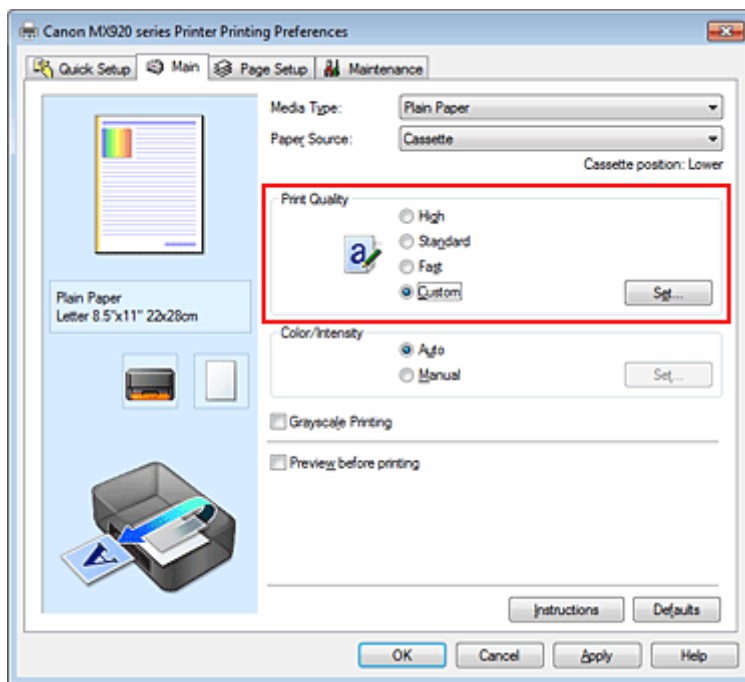 Canon MX920 series Printer Printing Preferences
Quick Setup Main Page Setup Maintenance
Media Type: Plain Paper
Paper Source: Cassette
Cassette position: Lower
Print Quality
High
Standard
a
Fast
Custom Set...
Plain Paper
Letter 8.5"x11" 22x28cm
Color/Intensity
Auto
Manual Set...
Grayscale Printing
Preview before printing
A
Instructions Defaults
OK Cancel Apply Help